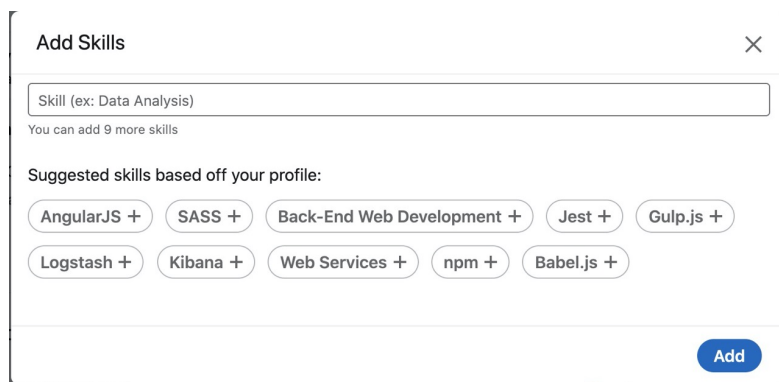 Add Skills
Skill (ex: Data Analysis)
You can add 9 more skills
Suggested skills based off your profile:
AngularJS + SASS + Back-End Web Development + Jest + Gulp.js +
Logstash + Kibana + Web Services + npm + Babel.js +
Add